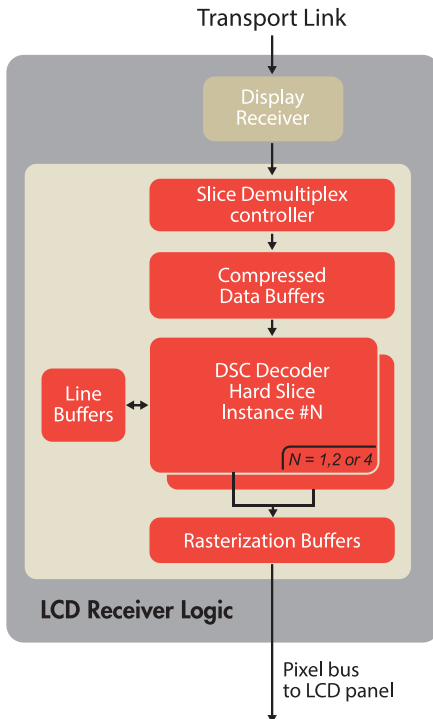 Transport Link
Display
Receiver
Slice Demultiplex
controller
Compressed
Data Buffers
DSC Decoder
Hard Slice
Instance #N
Line
Buffers
N = 1,2 or 4
Rasterization Buffers
LCD Receiver Logic
Pixel bus
to LCD panel